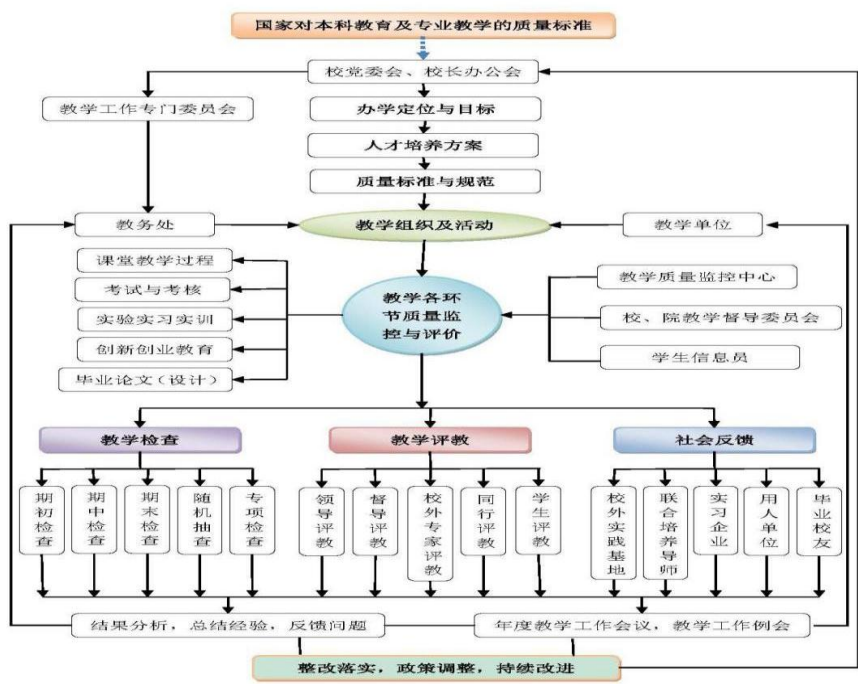 国家对本科教育及专业教学的质量标准
校党委会、校长办公会
教学工作专门委员会
办学定位与目标
人才培养方案
质量标准与规范
教务处
教学组织及活动
教学单位
课堂教学过程
考试与考核
实验实习实训
创新创业教育
毕业论文（设计）
教学各环
节质量监
控与评价
教学质量监控中心
校、院教学督导委员会
学生信息员
教学检查
教学评教
社会反馈
期初检查
期中检查
期末检查
随机抽查
专项检查
领导评教
督导评教
校外专家评教
同行评教
学生评教
校外实践基地
联合培养导师
实习企业
用人单位
毕业校友
结果分析，总结经验，反馈问题
年度教学工作会议，教学工作例会
整改落实，政策调整，持续改进